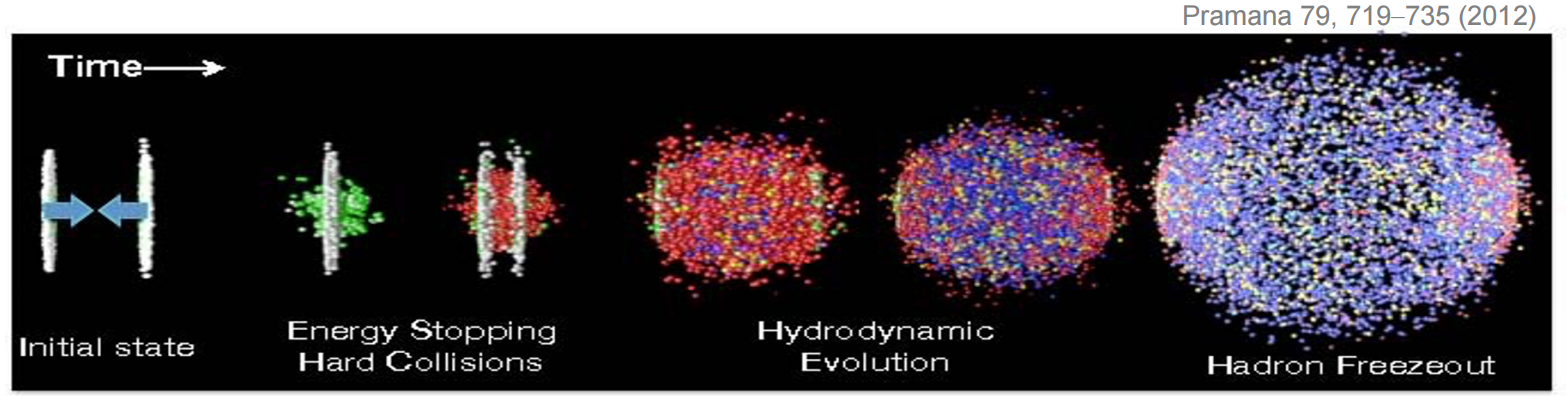 Pramana 79, 719–735 (2012)
Time
Initial state
Energy Stopping
Hard Collisions
Hydrodynamic
Evolution
Hadron Freezeout